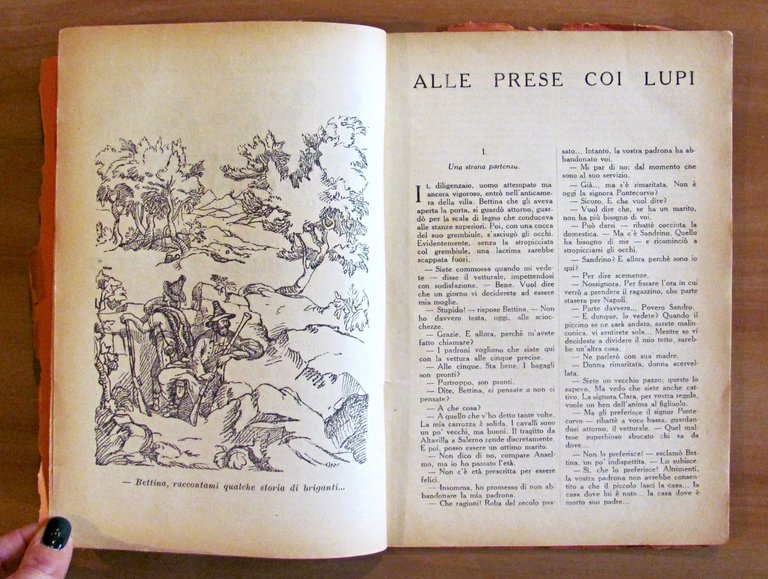 — Bettina, raccontami qualche storia di briganti...
ALLE PRESE COI LUPI
I.
Una strana partenza.
IL diligenzaio, uomo attempato ma
ancora vigoroso, entrò nell'anticame-
ra della villa. Bettina che gli aveva
aperta la porta, si guardò attorno, guar-
dò per la scala di legno che conduceva
alle stanze superiori. Poi, con una cocca
del suo grembiule, s'asciugò gli occhi.
Evidentemente, senza la stropicciata
col grembiule, una lacrima sarebbe
scappata fuori.
— Siete commossa quando mi vede-
te — disse il vetturale, impettendosi
con sodisfazione. — Bene. Vuol dire
che un giorno vi deciderete ad essere
mia moglie.
— Stupido! — rispose Bettina. — Non
ho davvero testa, oggi, alle scioc-
chezze.
— Grazie. E allora, perchè m'avete
fatto chiamare?
— I padroni vogliono che siate qui
con la vettura alle cinque precise.
— Alle cinque. Sta bene. I bagagli
son pronti?
— Purtroppo, son pronti.
— Dite, Bettina, ci pensate o non ci
pensate?
— A che cosa?
— A quello che v'ho detto tante volte.
La mia carrozza è solida. I cavalli sono
un po' vecchi, ma buoni. Il tragitto da
Altavilla a Salerno rende discretamente.
E poi, posso essere un ottimo marito.
— Non dico di no, compare Ansel-
mo, ma io ho passato l'età.
— Non c'è età prescritta per essere
felici.
— Insomma, ho promesso di non ab-
bandonare la mia padrona.
— Che ragioni! Roba del secolo pas-
sato... Intanto, la vostra padrona ha ab-
bandonato voi.
— Mi par di no; dal momento che
sono al suo servizio.
— Già... ma s'è rimaritata. Non è
oggi la signora Pontecorvo?
— Sicuro. E che vuol dire?
— Vuol dire che, se ha un marito,
non ha più bisogno di voi.
— Può darsi — ribattè cocciuta la
domestica. — Ma c'è Sandrino. Quello
ha bisogno di me — e ricominciò a
stropicciarsi gli occhi.
— Sandrino? E allora perchè sono io
qui?
— Per dire scemenze.
— Nossignora. Per fissare l'ora in cui
verrò a prendere il ragazzino, che parte
stasera per Napoli.
— Parte davvero... Povero Sandro.
— E dunque, lo vedete? Quando il
piccino se ne sarà andato, sarete malin-
conica, vi sentirete sola... Mentre se vi
decideste a dividere il mio tetto, sareb-
be un'altra cosa.
— Ne parlerò con sua madre.
— Donna rimaritata, donna scervel-
lata.
— Siete un vecchio pazzo; questo lo
sapevo. Ma vedo che siete anche cat-
tivo. La signora Clara, per vostra regola,
vuole un ben dell'anima al figliuolo.
— Ma gli preferisce il signor Ponte-
corvo — ribattè a voce bassa, guardan-
dosi attorno, il vetturale. — Quel mal-
tese superbioso sbucato chi sa da
dove...
— Non lo preferisce! — esclamò Bet-
tina, un po' indispettita. — Lo subisce.
— Sì, che lo preferisce! Altrimenti,
la vostra padrona non avrebbe consenti-
to a che il piccolo lasci la casa... la
casa dove lui è nato... la casa dove è
morto suo padre...